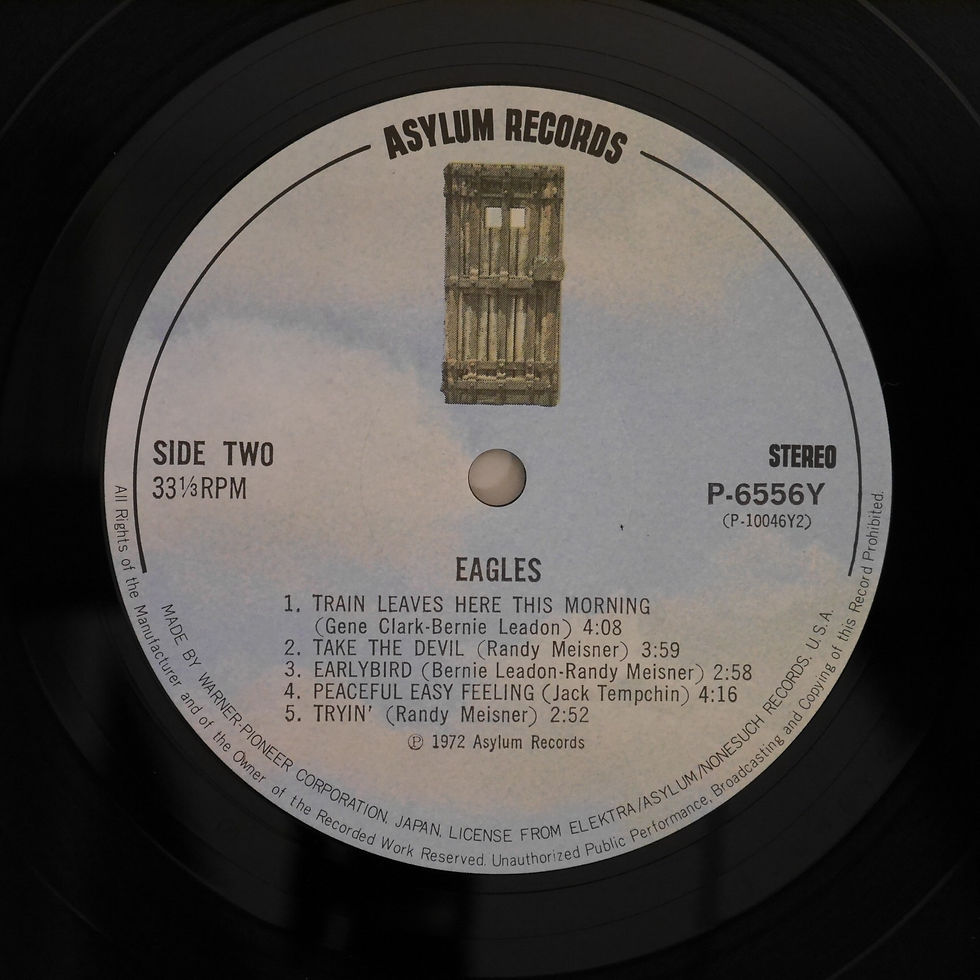 ASYLUM RECORDS
SIDE TWO
33⅓RPM
STEREO
P-6556Y
(P-10046Y2)
EAGLES
1. TRAIN LEAVES HERE THIS MORNING
(Gene Clark-Bernie Leadon) 4:08
2. TAKE THE DEVIL (Randy Meisner) 3:59
3. EARLYBIRD (Bernie Leadon-Randy Meisner) 2:58
4. PEACEFUL EASY FEELING (Jack Tempchin) 4:16
5. TRYIN' (Randy Meisner) 2:52
℗ 1972 Asylum Records
MADE BY WARNER-PIONEER CORPORATION, JAPAN. LICENSE FROM ELEKTRA/ASYLUM/NONESUCH RECORDS, U.S.A.
All Rights of the Manufacturer and of the Owner of the Recorded Work Reserved. Unauthorized Public Performance, Broadcasting and Copying of this Record Prohibited.